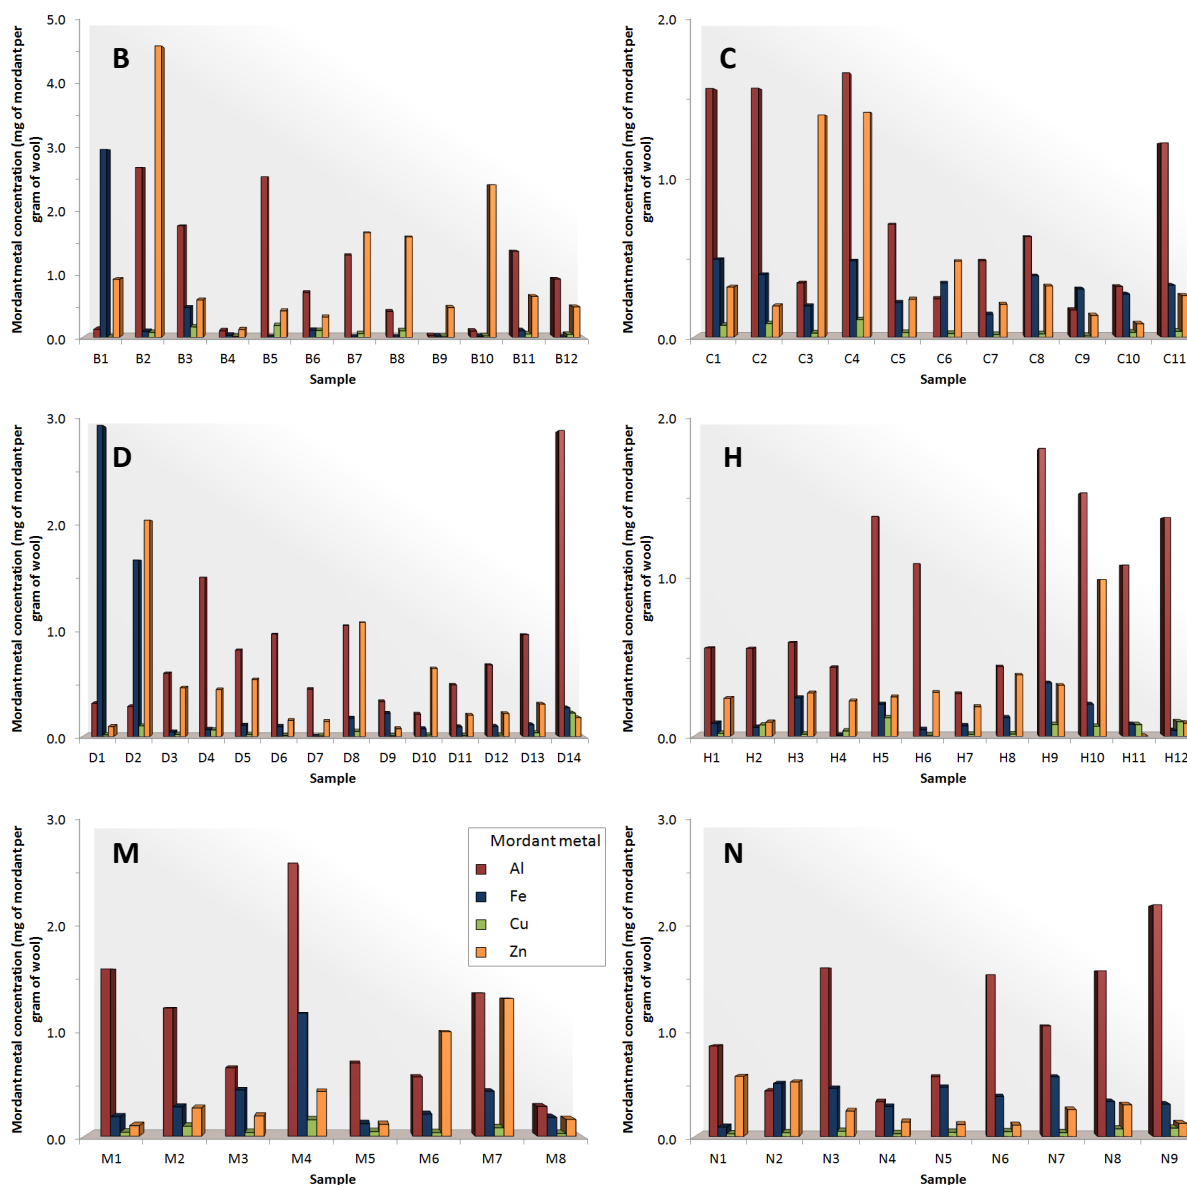 B
Mordant metal concentration (mg of mordant per
gram of wool)
5.0
4.0
3.0
2.0
1.0
0.0
B1 B2 B3 B4 B5 B6 B7 B8 B9 B10 B11 B12
Sample
C
Mordant metal concentration (mg of mordant per
gram of wool)
2.0
1.0
0.0
C1 C2 C3 C4 C5 C6 C7 C8 C9 C10 C11
Sample
D
Mordant metal concentration (mg of mordant per
gram of wool)
3.0
2.0
1.0
0.0
D1 D2 D3 D4 D5 D6 D7 D8 D9 D10 D11 D12 D13 D14
Sample
H
Mordant metal concentration (mg of mordant per
gram of wool)
2.0
1.0
0.0
H1 H2 H3 H4 H5 H6 H7 H8 H9 H10 H11 H12
Sample
M
Mordant metal concentration (mg of mordant per
gram of wool)
3.0
2.0
1.0
0.0
M1 M2 M3 M4 M5 M6 M7 M8
Sample
Mordant metal
Al
Fe
Cu
Zn
N
Mordant metal concentration (mg of mordant per
gram of wool)
3.0
2.0
1.0
0.0
N1 N2 N3 N4 N5 N6 N7 N8 N9
Sample